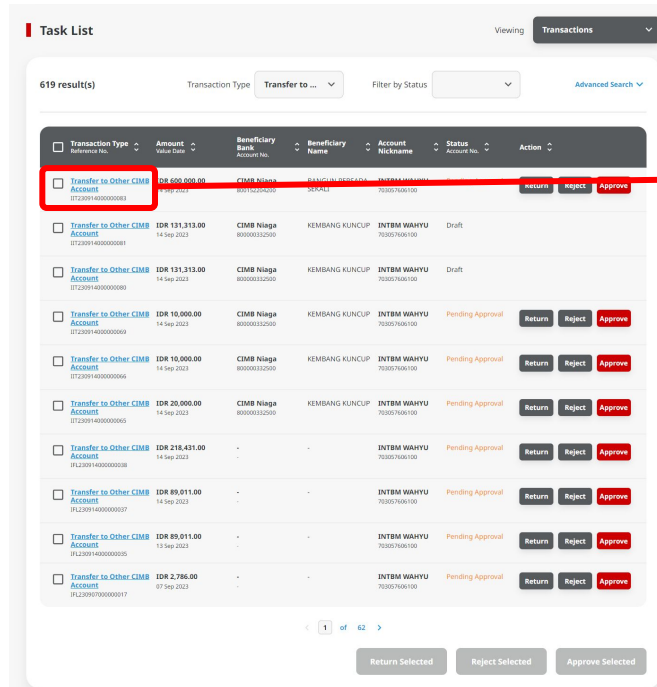 Task List
Viewing Transactions
619 result(s) Transaction Type Transfer to ... Filter by Status Advanced Search
Transaction Type Amount Beneficiary Bank Beneficiary Name Account Nickname Status Action
Reference No. Value Date Account No. Account No.
Transfer to Other CIMB Account IDR 600,000.00 CIMB Niaga SEKALI INTBM WAHYU Return Reject Approve
IIT230914000000083 14 Sep 2023 800152204200 703057606100
Transfer to Other CIMB Account IDR 131,313.00 CIMB Niaga KEMBANG KUNCUP INTBM WAHYU Draft
IIT230914000000081 14 Sep 2023 800000332500 703057606100
Transfer to Other CIMB Account IDR 131,313.00 CIMB Niaga KEMBANG KUNCUP INTBM WAHYU Draft
IIT230914000000080 14 Sep 2023 800000332500 703057606100
Transfer to Other CIMB Account IDR 10,000.00 CIMB Niaga KEMBANG KUNCUP INTBM WAHYU Pending Approval Return Reject Approve
IIT230914000000069 14 Sep 2023 800000332500 703057606100
Transfer to Other CIMB Account IDR 10,000.00 CIMB Niaga KEMBANG KUNCUP INTBM WAHYU Pending Approval Return Reject Approve
IIT230914000000066 14 Sep 2023 800000332500 703057606100
Transfer to Other CIMB Account IDR 20,000.00 CIMB Niaga KEMBANG KUNCUP INTBM WAHYU Pending Approval Return Reject Approve
IIT230914000000065 14 Sep 2023 800000332500 703057606100
Transfer to Other CIMB Account IDR 218,431.00 - - INTBM WAHYU Pending Approval Return Reject Approve
IFL230914000000038 14 Sep 2023 - 703057606100
Transfer to Other CIMB Account IDR 89,011.00 - - INTBM WAHYU Pending Approval Return Reject Approve
IFL230914000000037 14 Sep 2023 - 703057606100
Transfer to Other CIMB Account IDR 89,011.00 - - INTBM WAHYU Pending Approval Return Reject Approve
IFL230914000000035 13 Sep 2023 - 703057606100
Transfer to Other CIMB Account IDR 2,786.00 - - INTBM WAHYU Pending Approval Return Reject Approve
IFL230907000000017 07 Sep 2023 - 703057606100
1 of 62
Return Selected Reject Selected Approve Selected